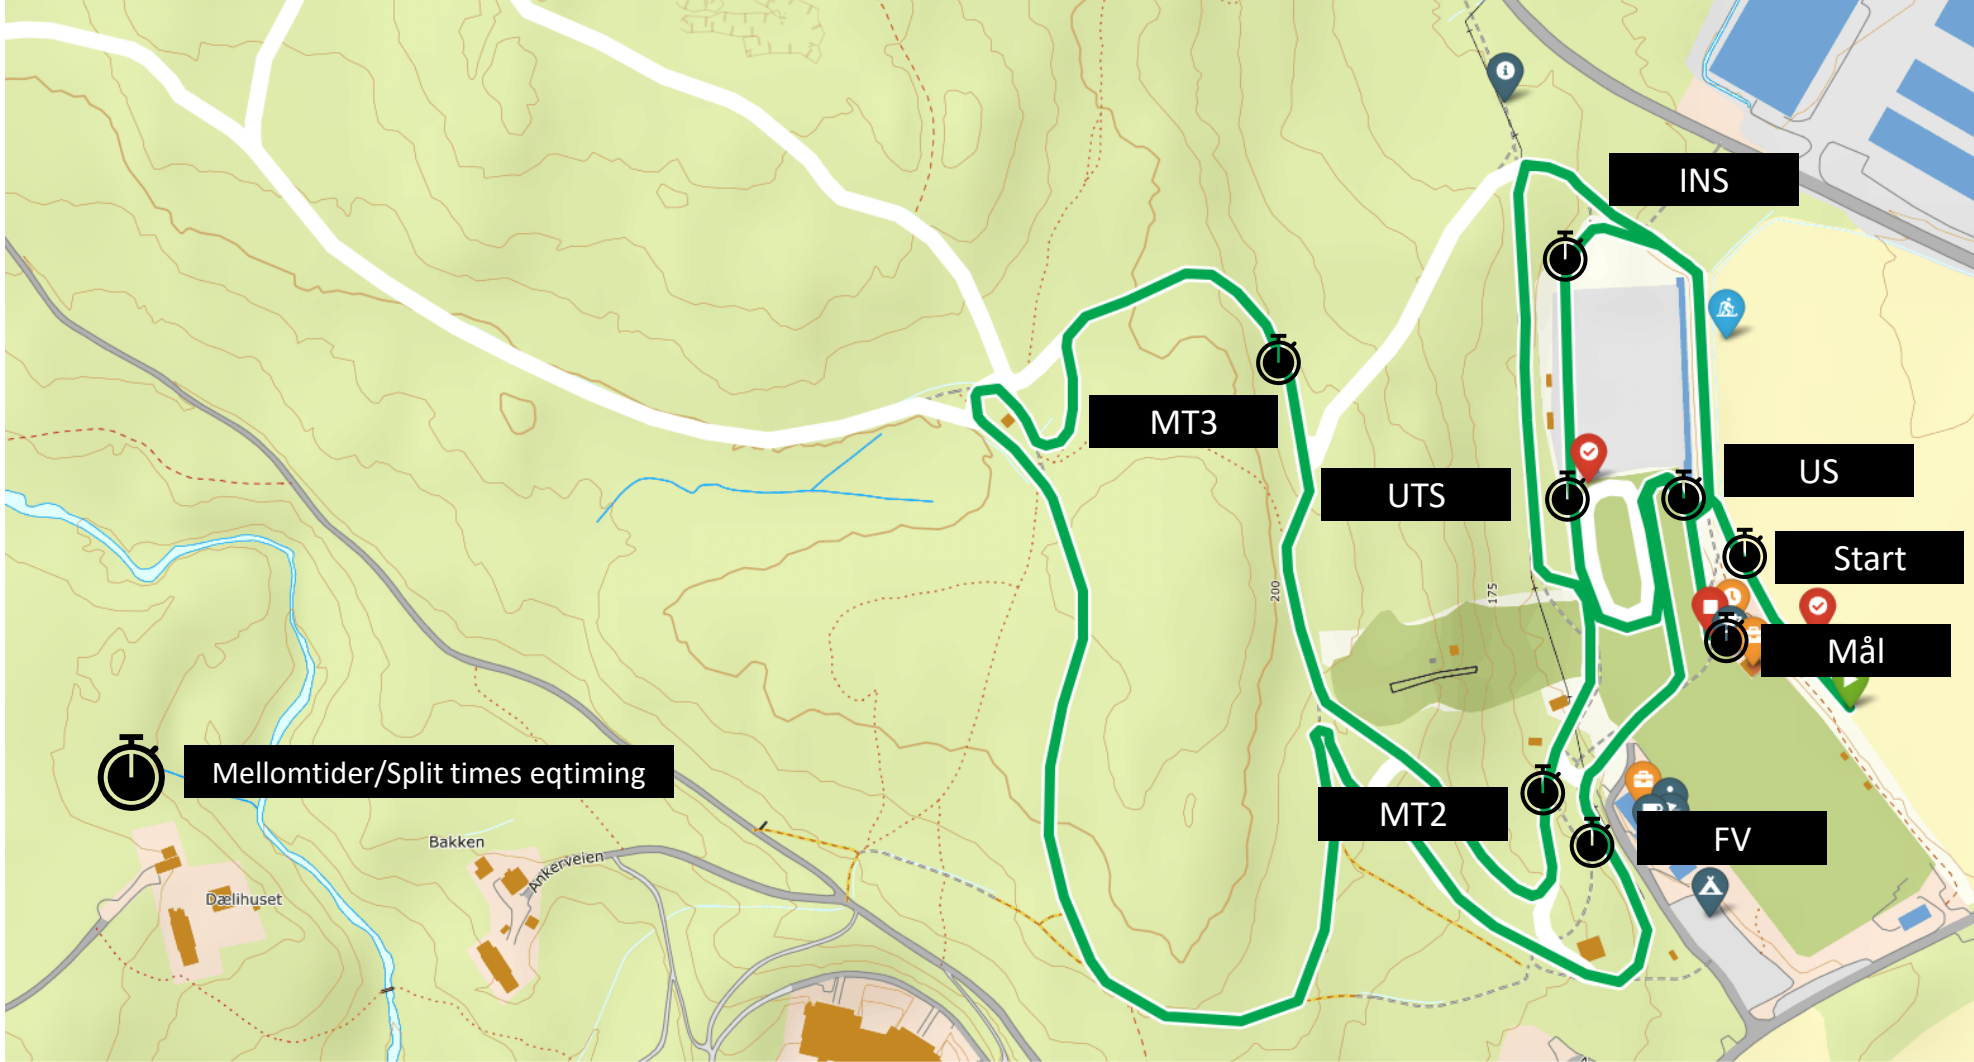 INS
MT3
UTS
US
Start
200
175
Mål
Mellomtider/Split times eqtiming
MT2
FV
Bakken
Ankerveien
Dælihuset